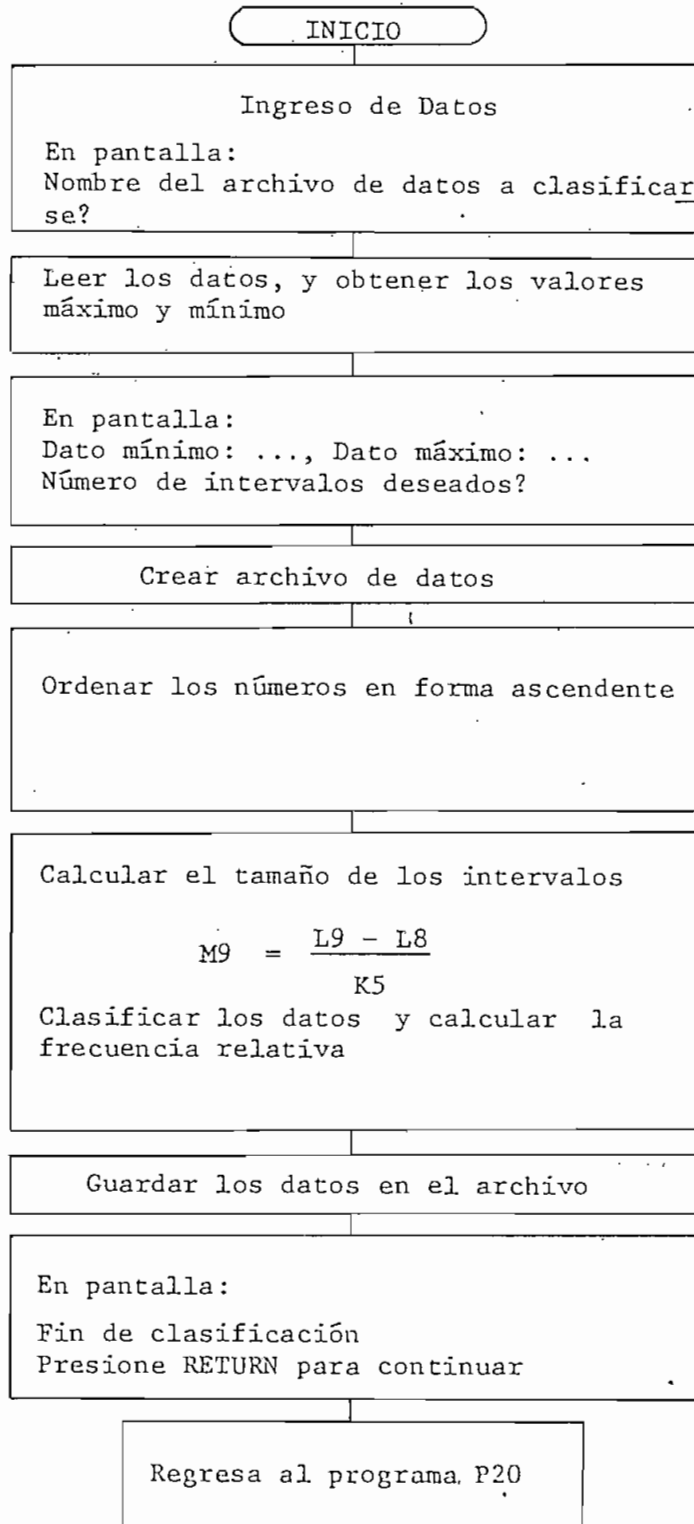 INICIO
Ingreso de Datos
En pantalla:
Nombre del archivo de datos a clasificar
se?
Leer los datos, y obtener los valores
máximo y mínimo
En pantalla:
Dato mínimo: ..., Dato máximo: ...
Número de intervalos deseados?
Crear archivo de datos
Ordenar los números en forma ascendente
Calcular el tamaño de los intervalos
M9 = L9 - L8
K5
Clasificar los datos y calcular la
frecuencia relativa
Guardar los datos en el archivo
En pantalla:
Fin de clasificación
Presione RETURN para continuar
Regresa al programa P20